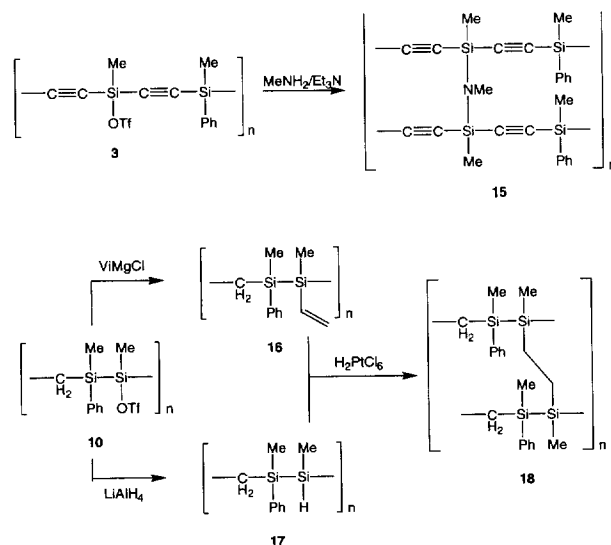 Me Me
C≡C Si C≡C Si
OTf Ph
n
3
MeNH₂/Et₃N
Me Me
C≡C Si C≡C Si
Ph
NMe
Me
C≡C Si C≡C Si
Me Ph
n
15
ViMgCl
Me Me
C Si Si
H₂
Ph
n
16
Me Me
C Si Si
H₂
Ph OTf
n
10
LiAlH₄
Me Me
C Si Si
H₂
Ph H
n
17
H₂PtCl₆
Me Me
C Si Si
H₂
Ph
Me
C Si Si
H₂
Ph Me
n
18